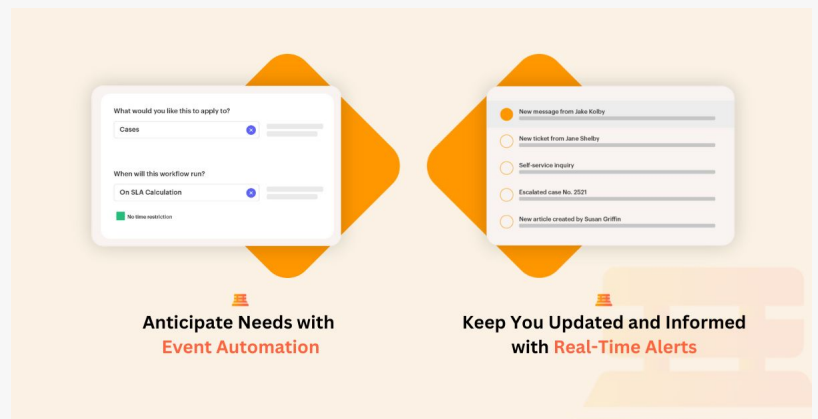 What would you like this to apply to?
Cases
When will this workflow run?
On SLA Calculation
No time restriction
Anticipate Needs with
Event Automation
New message from Jake Kolby
New ticket from Jane Shelby
Self-service inquiry
Escalated case No. 2521
New article created by Susan Griffin
Keep You Updated and Informed
with Real-Time Alerts